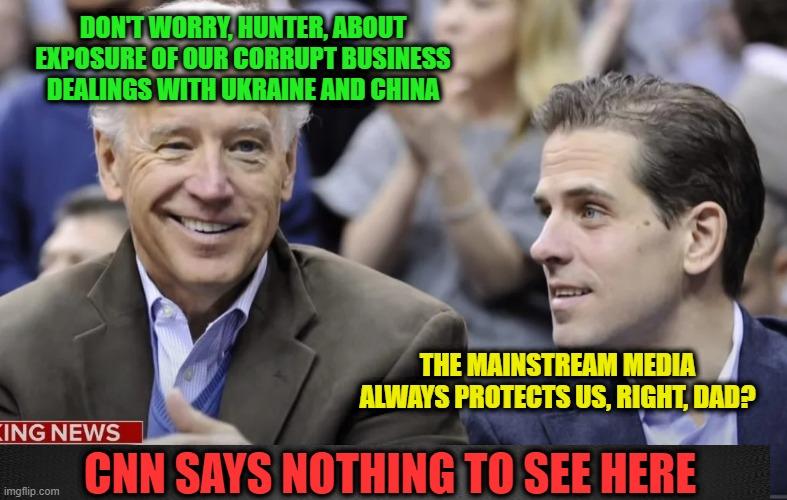 DON'T WORRY, HUNTER, ABOUT
EXPOSURE OF OUR CORRUPT BUSINESS
DEALINGS WITH UKRAINE AND CHINA
THE MAINSTREAM MEDIA
ALWAYS PROTECTS US, RIGHT, DAD?
KING NEWS
CNN SAYS NOTHING TO SEE HERE
imgflip.com